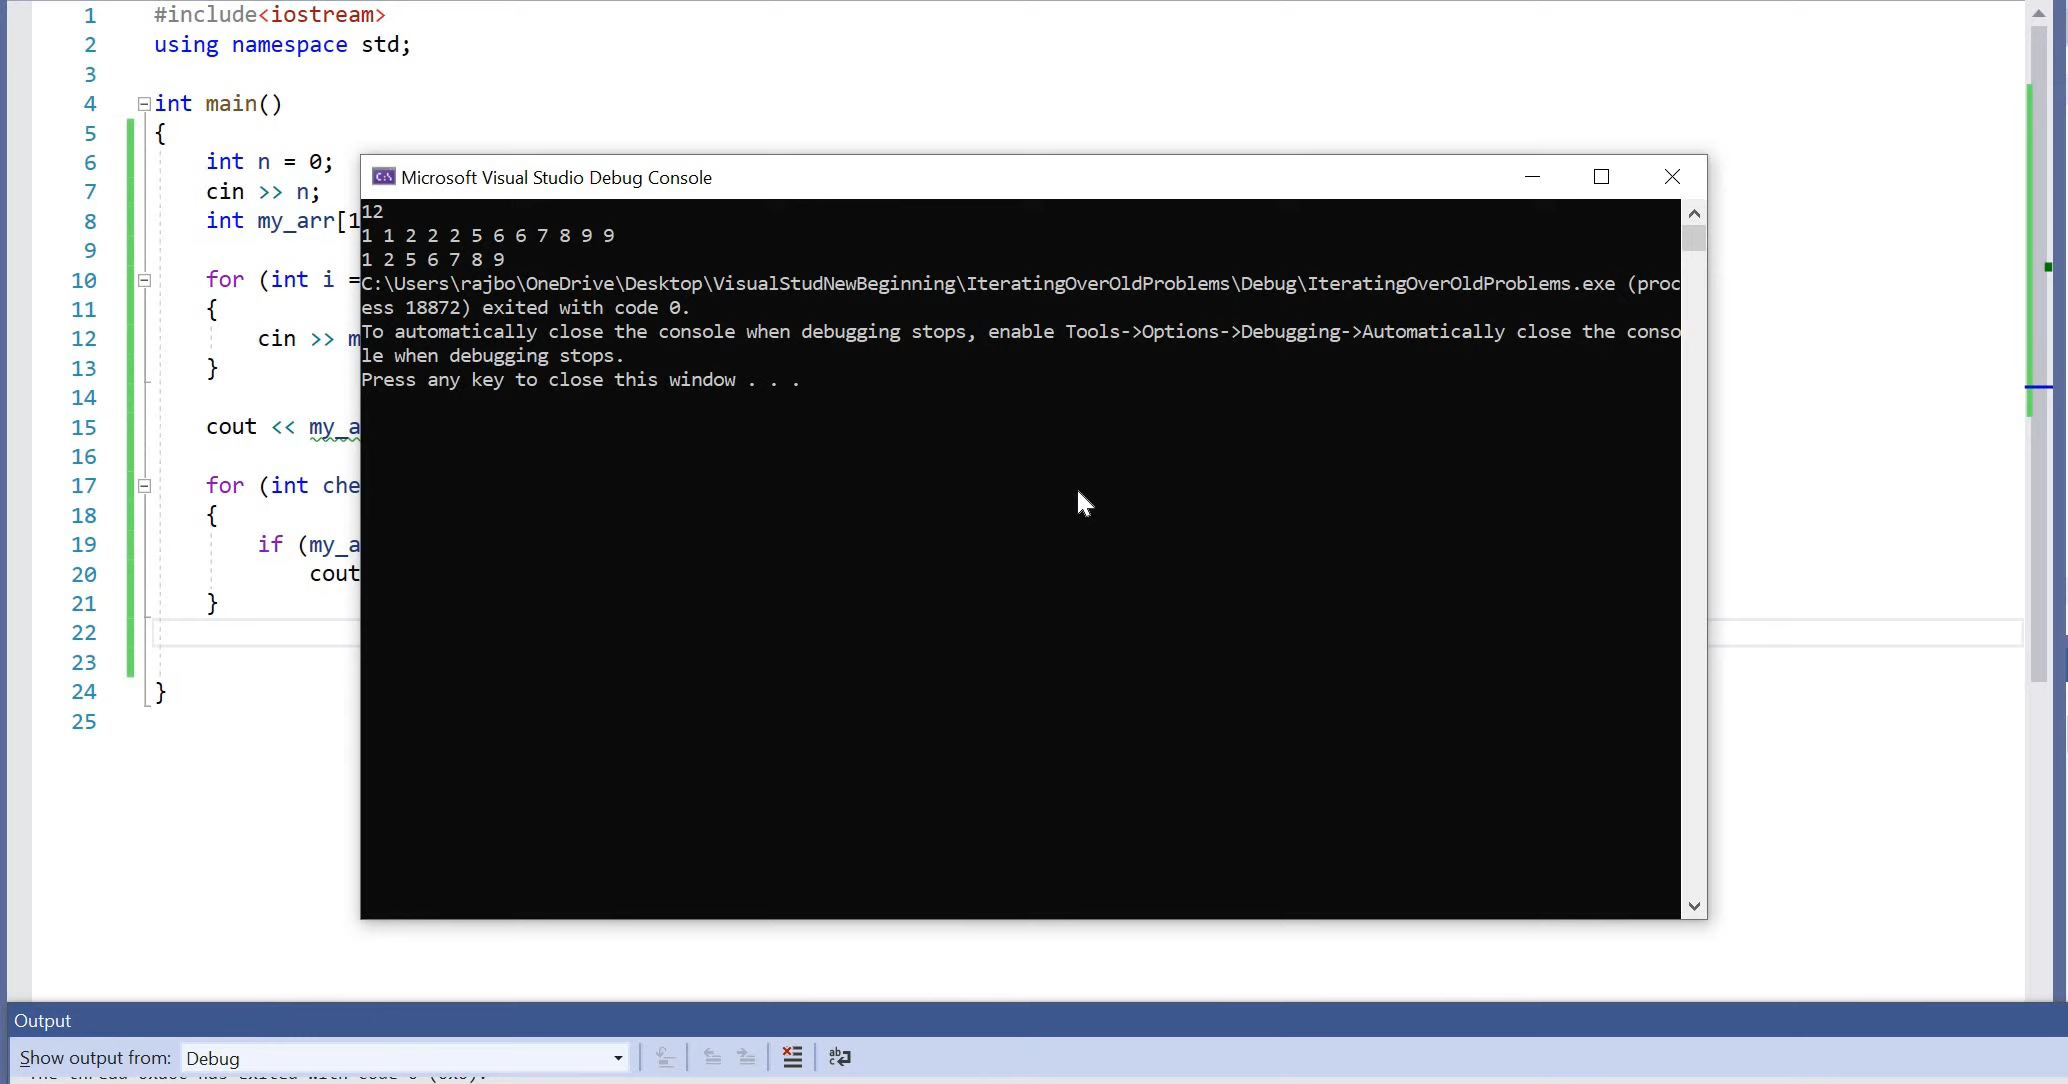 1 #include<iostream>
2 using namespace std;
3
4 int main()
5 {
6 int n = 0;
7 cin >> n;
8 int my_arr[1
9
10 for (int i =
11 {
12 cin >> m
13 }
14
15 cout << my_a
16
17 for (int che
18 {
19 if (my_a
20 cout
21 }
22
23
24 }
25
C:\ Microsoft Visual Studio Debug Console
12
1 1 2 2 2 5 6 6 7 8 9 9
1 2 5 6 7 8 9
C:\Users\rajbo\OneDrive\Desktop\VisualStudNewBeginning\IteratingOverOldProblems\Debug\IteratingOverOldProblems.exe (proc
ess 18872) exited with code 0.
To automatically close the console when debugging stops, enable Tools->Options->Debugging->Automatically close the conso
le when debugging stops.
Press any key to close this window . . .
Output
Show output from: Debug